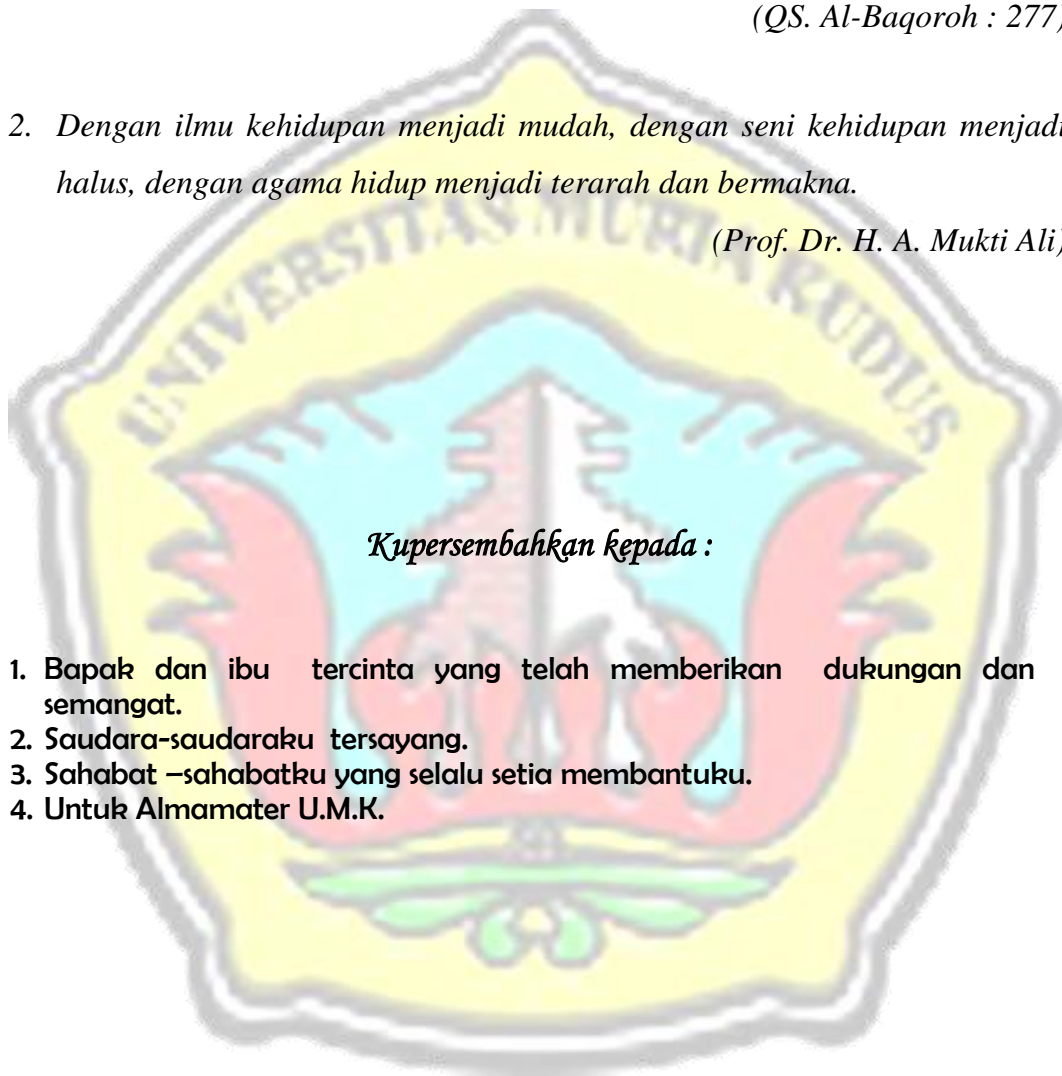 (QS. Al-Baqoroh : 277)
2. Dengan ilmu kehidupan menjadi mudah, dengan seni kehidupan menjadi
halus, dengan agama hidup menjadi terarah dan bermakna.
(Prof. Dr. H. A. Mukti Ali)
UNIVERSITAS MURIA KUDUS
Kupersembahkan kepada :
1. Bapak dan ibu tercinta yang telah memberikan dukungan dan
semangat.
2. Saudara-saudaraku tersayang.
3. Sahabat –sahabatku yang selalu setia membantuku.
4. Untuk Almamater U.M.K.